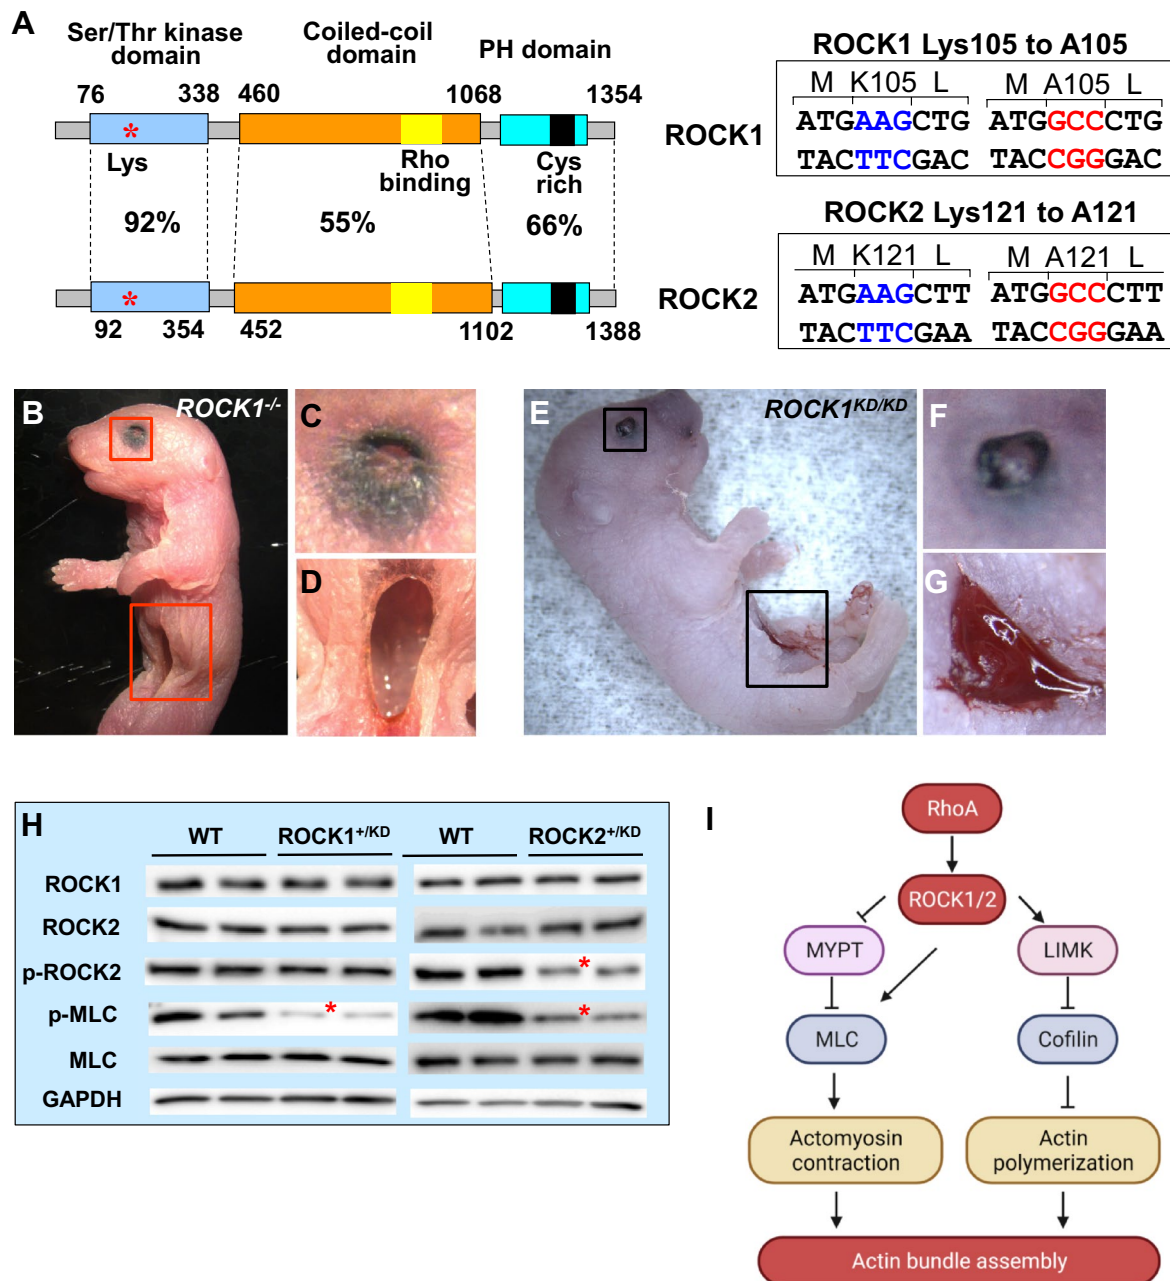 A
Ser/Thr kinase
domain
Coiled-coil
domain
PH domain
76 338 460 1068 1354
*
ROCK1
Lys
Rho
binding
Cys
rich
92% 55% 66%
*
ROCK2
92 354 452 1102 1388
ROCK1 Lys105 to A105
M K105 L M A105 L
ATGAAGCTG ATGGCCCTG
TACTTCGAC TACCGGGAC
ROCK2 Lys121 to A121
M K121 L M A121 L
ATGAAGCTT ATGGCCCTT
TACTTCGAA TACCGGGAA
B ROCK1-/-
C
D
E ROCK1KD/KD
F
G
H
WT ROCK1+/KD WT ROCK2+/KD
ROCK1
ROCK2
p-ROCK2 *
p-MLC * *
MLC
GAPDH
I
RhoA
ROCK1/2
MYPT LIMK
MLC Cofilin
Actomyosin
contraction
Actin
polymerization
Actin bundle assembly